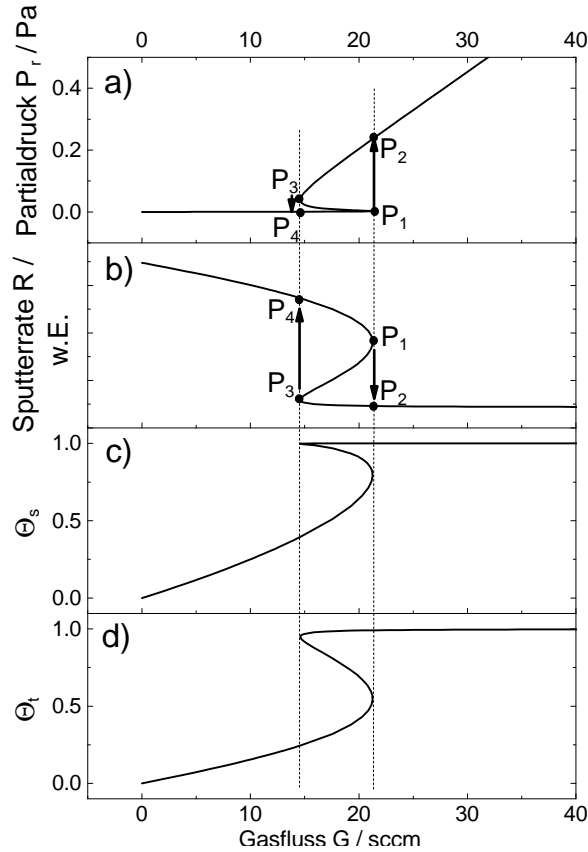 0 10 20 30 40
a)
Partialdruck P_r / Pa
0.4
0.2
0.0
P_3
P_4
P_2
P_1
b)
Sputterrate R /
w.E.
P_4
P_3
P_1
P_2
c)
Θ_s
1.0
0.5
0.0
d)
Θ_t
1.0
0.5
0.0
0 10 20 30 40
Gasfluss G / sccm